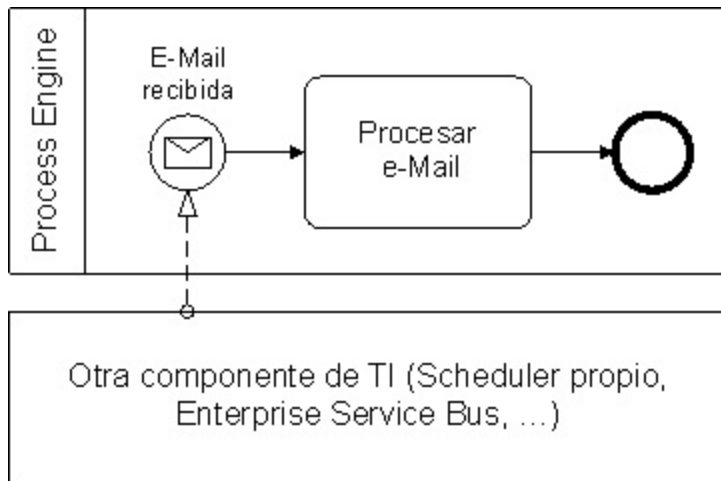 Process Engine
E-Mail
recibida
Procesar
e-Mail
Otra componente de TI (Scheduler propio,
Enterprise Service Bus, ...)